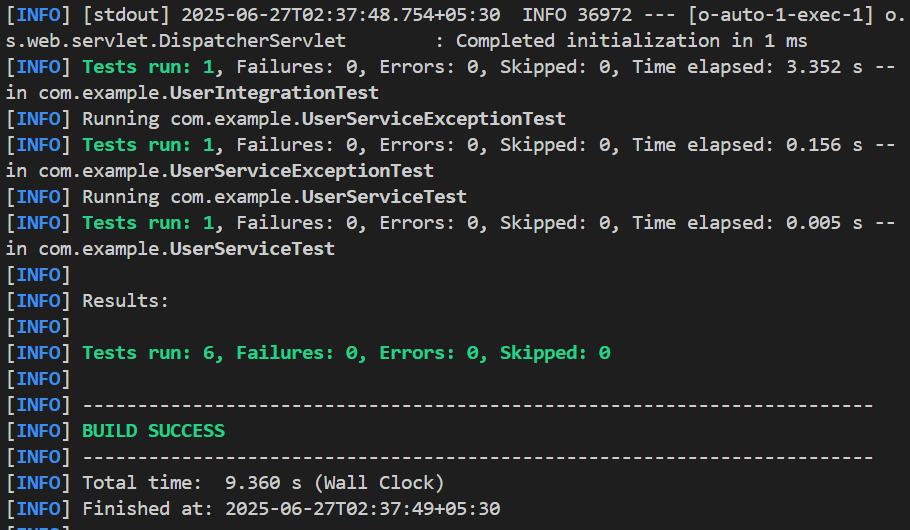 [INFO] [stdout] 2025-06-27T02:37:48.754+05:30  INFO 36972 --- [o-auto-1-exec-1] o.
s.web.servlet.DispatcherServlet        : Completed initialization in 1 ms
[INFO] Tests run: 1, Failures: 0, Errors: 0, Skipped: 0, Time elapsed: 3.352 s --
in com.example.UserIntegrationTest
[INFO] Running com.example.UserServiceExceptionTest
[INFO] Tests run: 1, Failures: 0, Errors: 0, Skipped: 0, Time elapsed: 0.156 s --
in com.example.UserServiceExceptionTest
[INFO] Running com.example.UserServiceTest
[INFO] Tests run: 1, Failures: 0, Errors: 0, Skipped: 0, Time elapsed: 0.005 s --
in com.example.UserServiceTest
[INFO]
[INFO] Results:
[INFO]
[INFO] Tests run: 6, Failures: 0, Errors: 0, Skipped: 0
[INFO]
[INFO] ------------------------------------------------------------------------
[INFO] BUILD SUCCESS
[INFO] ------------------------------------------------------------------------
[INFO] Total time:  9.360 s (Wall Clock)
[INFO] Finished at: 2025-06-27T02:37:49+05:30